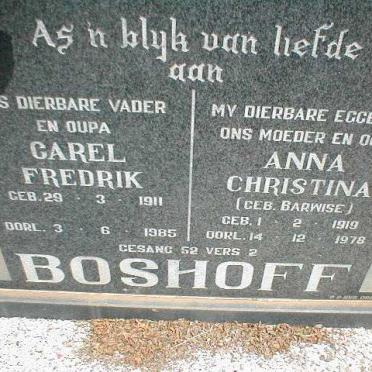 As 'n blyk van liefde
aan
DIERBARE VADER
EN OUPA
CAREL
FREDRIK
GEB. 29 · 3 · 1911
OORL. 3 · 6 · 1985
MY DIERBARE
ONS MOEDER EN
ANNA
CHRISTINA
(GEB. BARWISE)
GEB. 1 · 2 · 1919
OORL. 14 · 12 · 1978
GESANG 52 VERS 2
BOSHOFF